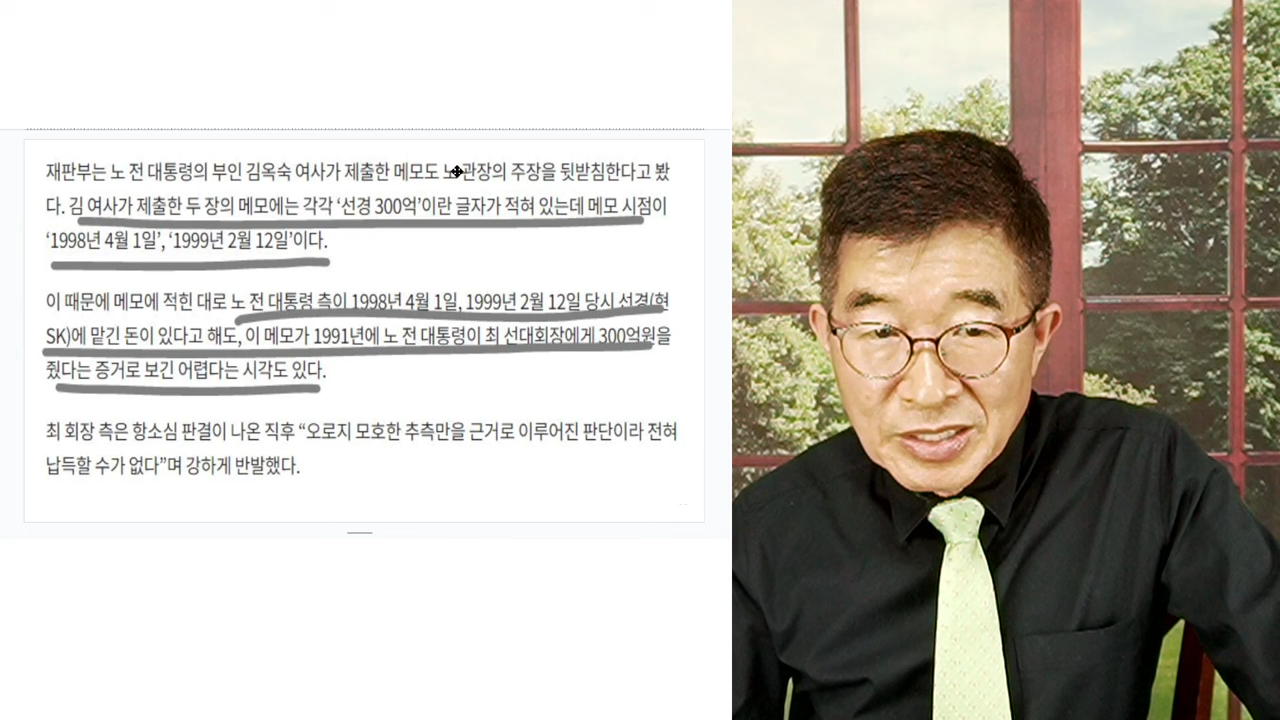 재판부는 노 전 대통령의 부인 김옥숙 여사가 제출한 메모도 노 관장의 주장을 뒷받침한다고 봤
다. 김 여사가 제출한 두 장의 메모에는 각각 ‘선경 300억’이란 글자가 적혀 있는데 메모 시점이
‘1998년 4월 1일’, ‘1999년 2월 12일’이다.
이 때문에 메모에 적힌 대로 노 전 대통령 측이 1998년 4월 1일, 1999년 2월 12일 당시 선경(현
SK)에 맡긴 돈이 있다고 해도, 이 메모가 1991년에 노 전 대통령이 최 선대회장에게 300억원을
줬다는 증거로 보긴 어렵다는 시각도 있다.
최 회장 측은 항소심 판결이 나온 직후 “오로지 모호한 추측만을 근거로 이루어진 판단이라 전혀
납득할 수가 없다”며 강하게 반발했다.